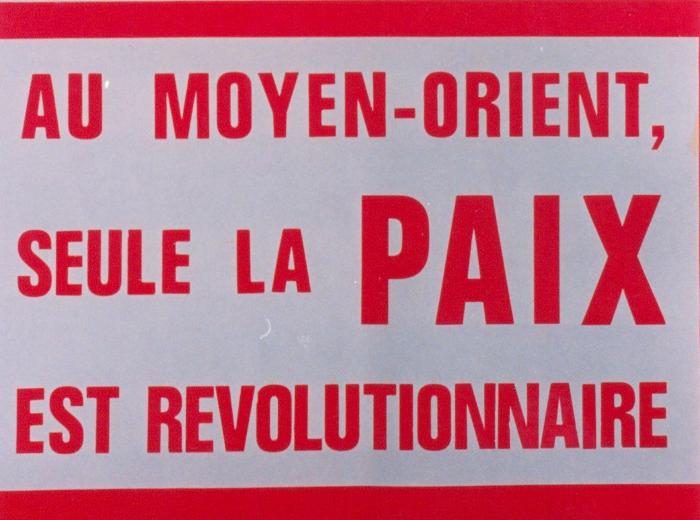 AU MOYEN-ORIENT,
SEULE LA PAIX
EST REVOLUTIONNAIRE